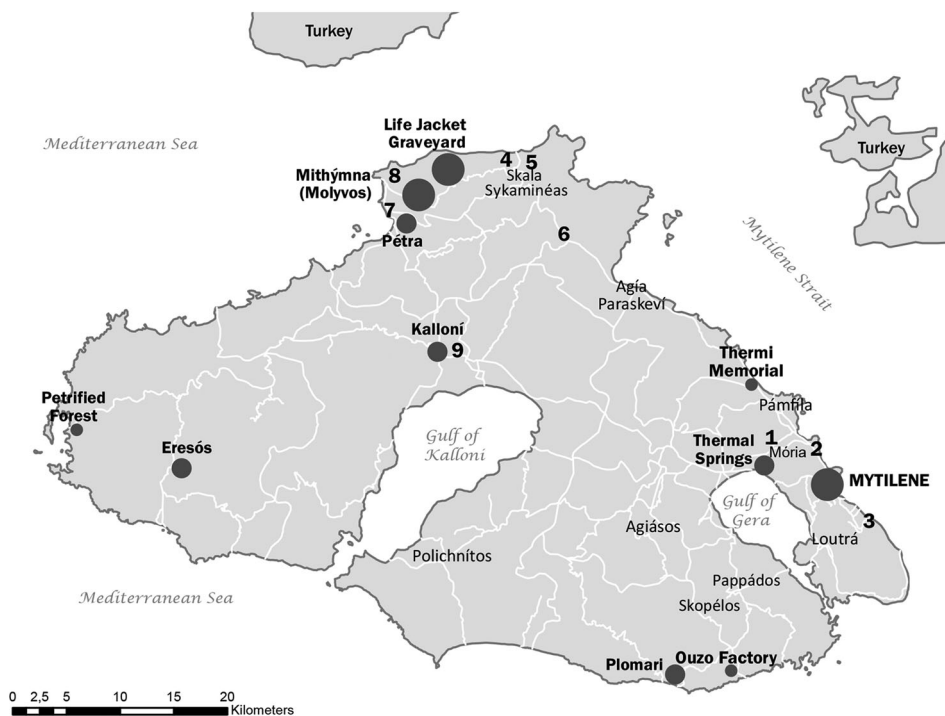 Turkey
Mediterranean Sea
Life Jacket
Graveyard
Mithýmna
(Molyvos)
8
4
5
Skala
Sykaminéas
7
Pétra
6
Turkey
Mytilene Strait
Agía
Paraskeví
Kalloní
9
Thermi
Memorial
Pámfila
Petrified
Forest
Eresós
Gulf of
Kalloni
Thermal
Springs
1
Mória
2
MYTILENE
Gulf of
Gera
3
Loutrá
Agiásos
Polichnítos
Pappádos
Skopélos
Mediterranean Sea
Plomari
Ouzo Factory
0 2,5 5 10 15 20
Kilometers